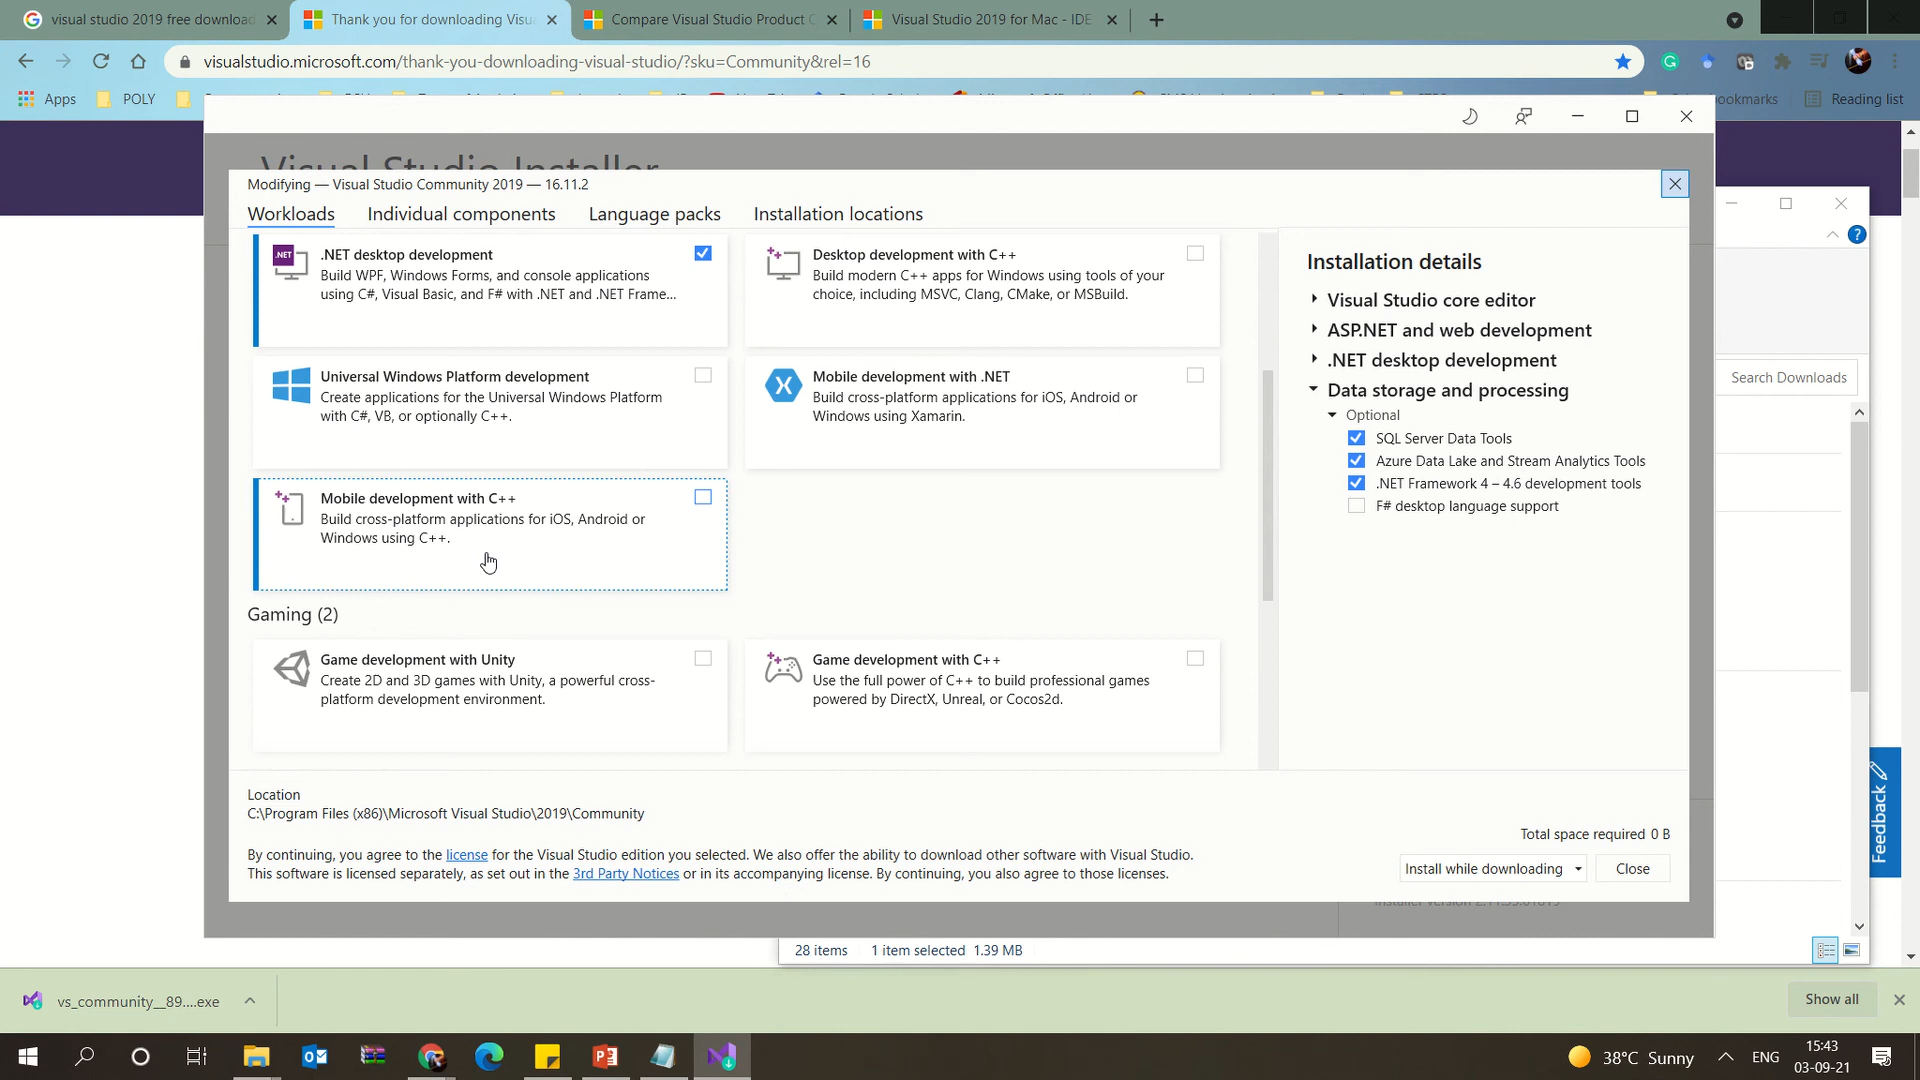 visual studio 2019 free download
Thank you for downloading Visu
Compare Visual Studio Product C
Visual Studio 2019 for Mac - IDE
visualstudio.microsoft.com/thank-you-downloading-visual-studio/?sku=Community&rel=16
Apps
POLY
ookmarks
Reading list
Visual Studio Installer
Modifying — Visual Studio Community 2019 — 16.11.2
Workloads
Individual components
Language packs
Installation locations
.NET
.NET desktop development
Build WPF, Windows Forms, and console applications
using C#, Visual Basic, and F# with .NET and .NET Frame...
Desktop development with C++
Build modern C++ apps for Windows using tools of your
choice, including MSVC, Clang, CMake, or MSBuild.
Universal Windows Platform development
Create applications for the Universal Windows Platform
with C#, VB, or optionally C++.
Mobile development with .NET
Build cross-platform applications for iOS, Android or
Windows using Xamarin.
Mobile development with C++
Build cross-platform applications for iOS, Android or
Windows using C++.
Gaming (2)
Game development with Unity
Create 2D and 3D games with Unity, a powerful cross-
platform development environment.
Game development with C++
Use the full power of C++ to build professional games
powered by DirectX, Unreal, or Cocos2d.
Installation details
Visual Studio core editor
ASP.NET and web development
.NET desktop development
Data storage and processing
Optional
SQL Server Data Tools
Azure Data Lake and Stream Analytics Tools
.NET Framework 4 – 4.6 development tools
F# desktop language support
Search Downloads
Feedback
Location
C:\Program Files (x86)\Microsoft Visual Studio\2019\Community
By continuing, you agree to the license for the Visual Studio edition you selected. We also offer the ability to download other software with Visual Studio.
This software is licensed separately, as set out in the 3rd Party Notices or in its accompanying license. By continuing, you also agree to those licenses.
Total space required 0 B
Install while downloading
Close
28 items
1 item selected 1.39 MB
vs_community__89....exe
Show all
38°C Sunny
ENG
15:43
03-09-21